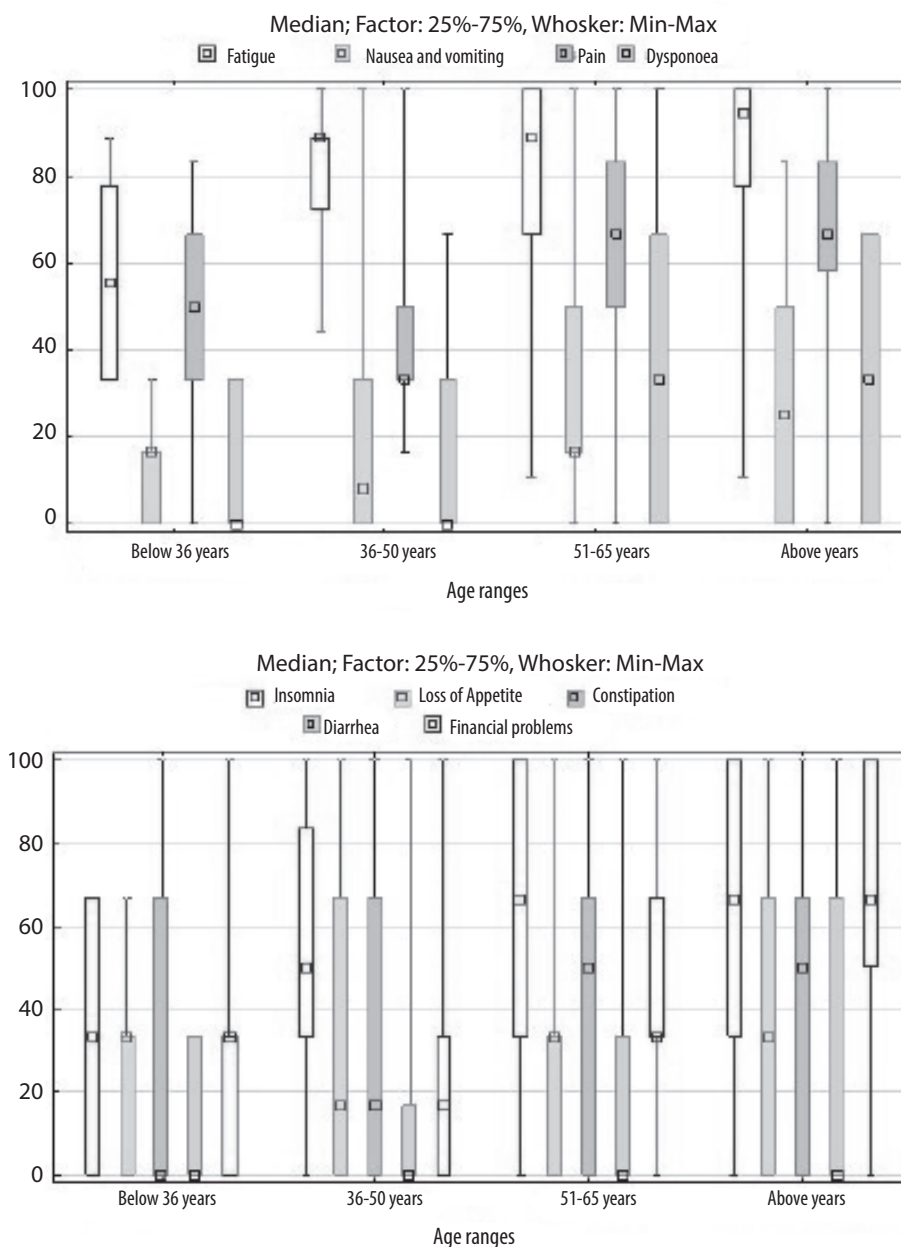 Median; Factor: 25%-75%, Whosker: Min-Max
Fatigue Nausea and vomiting Pain Dysponoea
100
80
60
40
20
0
Below 36 years 36-50 years 51-65 years Above years
Age ranges
Median; Factor: 25%-75%, Whosker: Min-Max
Insomnia Loss of Appetite Constipation
Diarrhea Financial problems
100
80
60
40
20
0
Below 36 years 36-50 years 51-65 years Above years
Age ranges